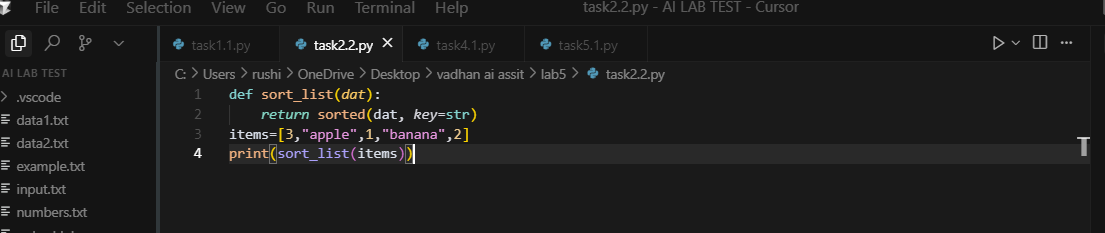 File Edit Selection View Go Run Terminal Help task2.2.py - AI LAB TEST - Cursor
task1.1.py task2.2.py task4.1.py task5.1.py
AI LAB TEST
C: > Users > rushi > OneDrive > Desktop > vadhan ai assit > lab5 > task2.2.py
> .vscode
data1.txt
data2.txt
example.txt
input.txt
numbers.txt
1 def sort_list(dat):
2     return sorted(dat, key=str)
3 items=[3,"apple",1,"banana",2]
4 print(sort_list(items))